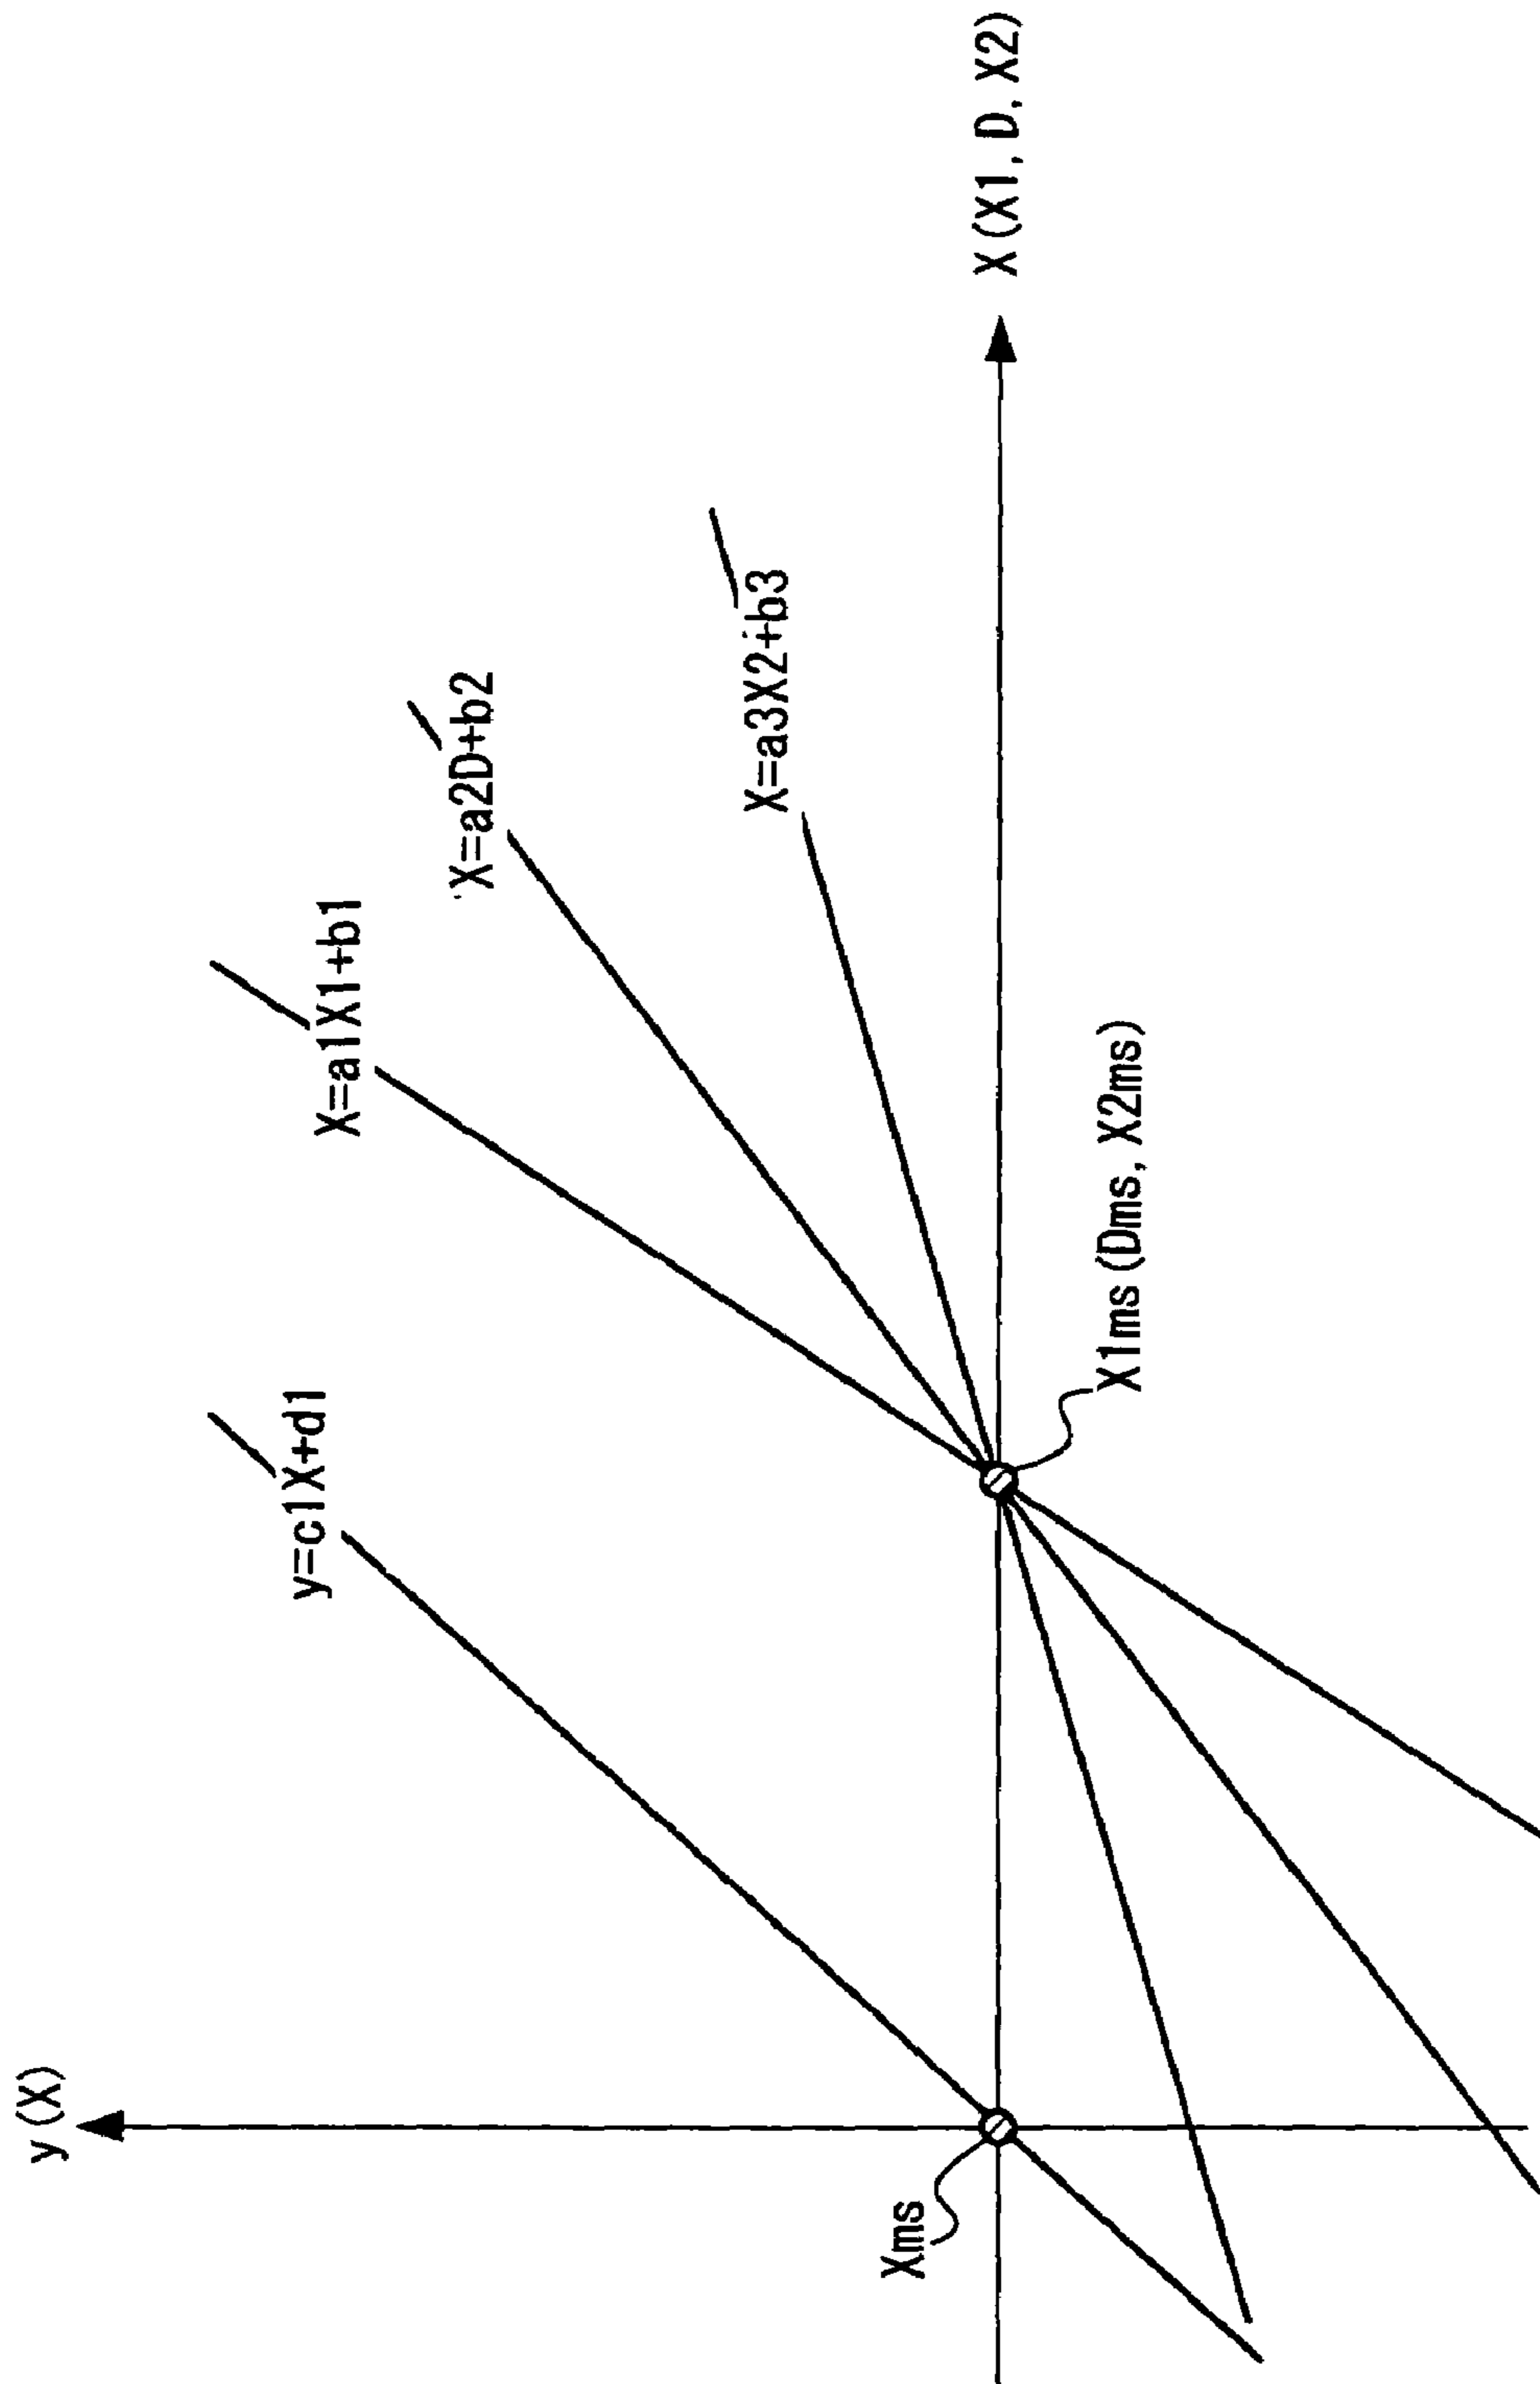 y(X)
y=c1X+d1
X=a1X1+b1
X=a2D+b2
X=a3X2+b3
X(X1, D, X2)
Xms
X1ms(Dms, X2ms)